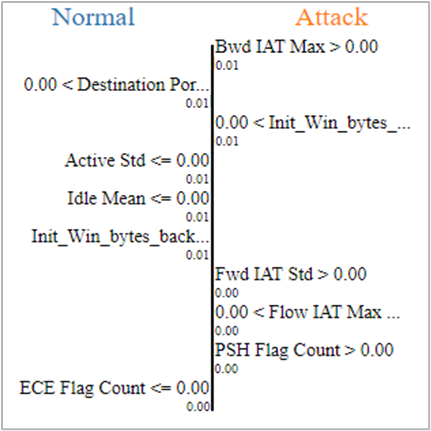 Normal Attack
Bwd IAT Max > 0.00
0.01
0.00 < Destination Por...
0.01
0.00 < Init_Win_bytes_...
0.01
Active Std <= 0.00
0.01
Idle Mean <= 0.00
0.01
Init_Win_bytes_back...
0.01
Fwd IAT Std > 0.00
0.00
0.00 < Flow IAT Max ...
0.00
PSH Flag Count > 0.00
0.00
ECE Flag Count <= 0.00
0.00